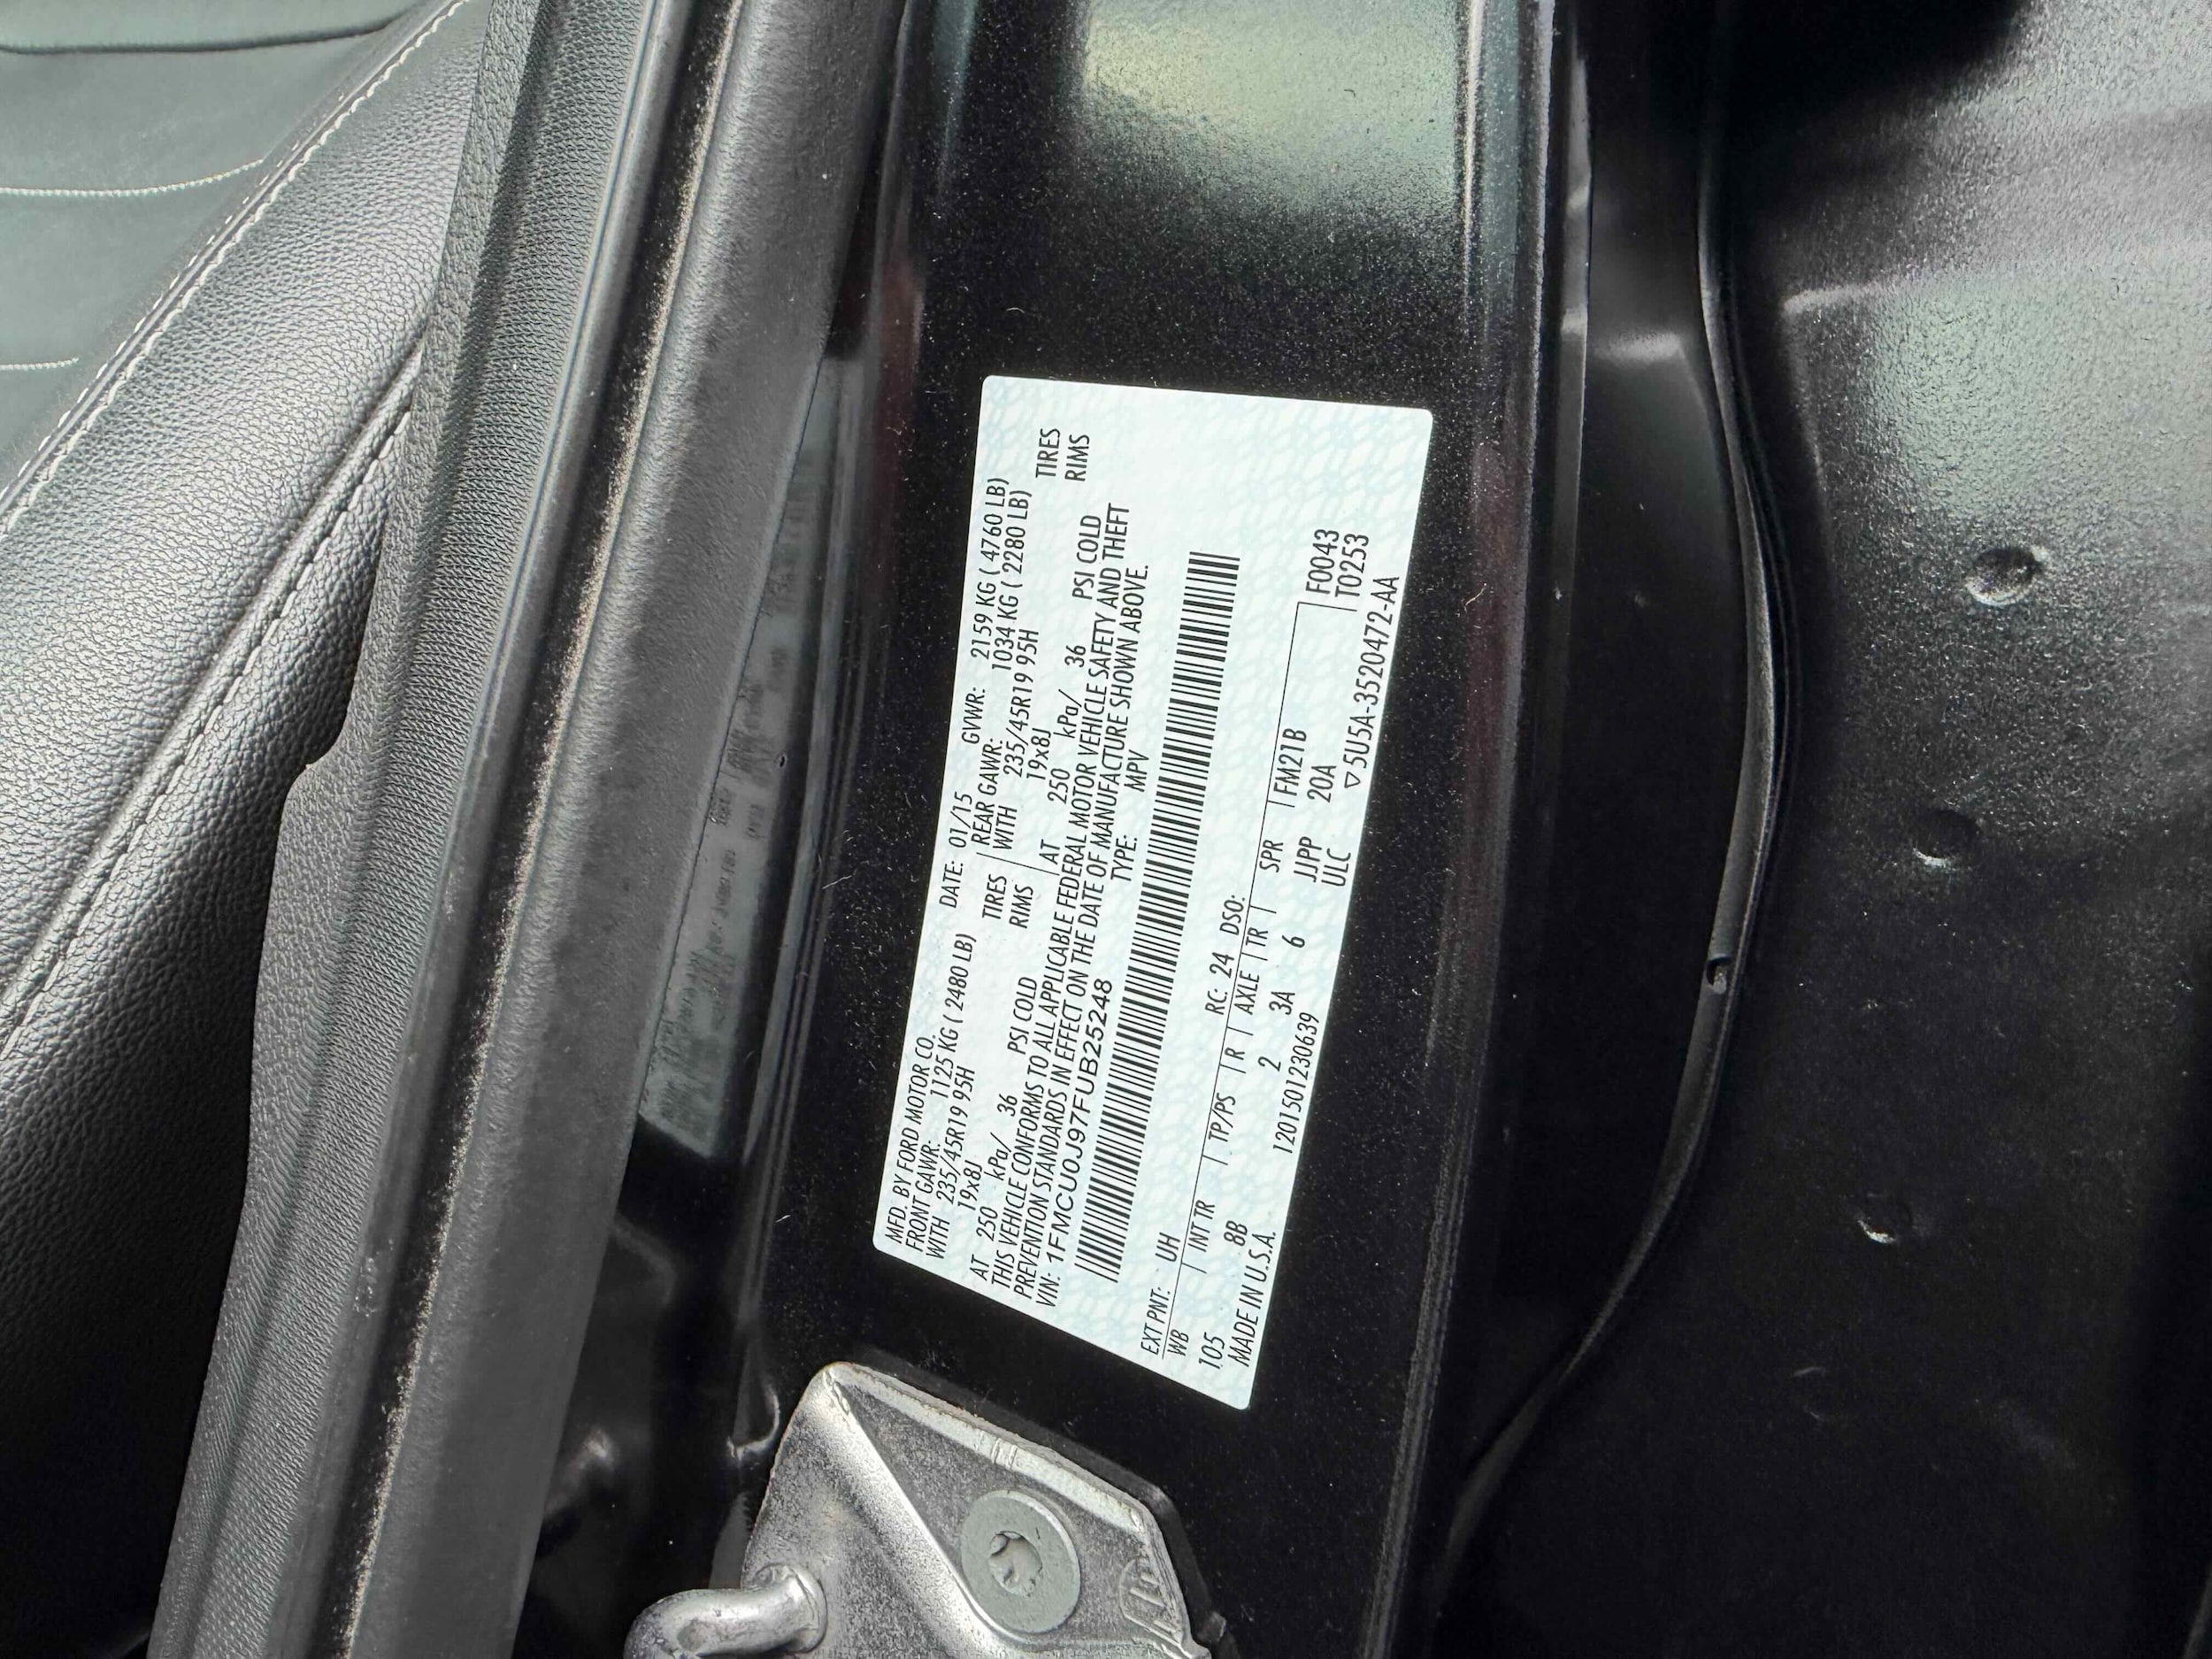 MFD. BY FORD MOTOR CO. DATE: 01/15 GVWR: 2159 KG ( 4760 LB)
FRONT GAWR: 1125 KG ( 2480 LB) REAR GAWR: 1034 KG ( 2280 LB)
WITH 235/45R19 95H TIRES WITH 235/45R19 95H TIRES
19x8J RIMS 19x8J RIMS
AT 250 kPa/ 36 PSI COLD AT 250 kPa/ 36 PSI COLD
THIS VEHICLE CONFORMS TO ALL APPLICABLE FEDERAL MOTOR VEHICLE SAFETY AND THEFT
PREVENTION STANDARDS IN EFFECT ON THE DATE OF MANUFACTURE SHOWN ABOVE.
VIN: 1FMCU0J97FUB25248 TYPE: MPV
EXT PNT: UH RC: 24 DSO:
WB INT TR TP/PS R AXLE TR SPR FM21B F0043
105 8B 2 3A 6 JJPP 20A T0253
MADE IN U.S.A. 1201501230639 ULC ▽5U5A-3520472-AA